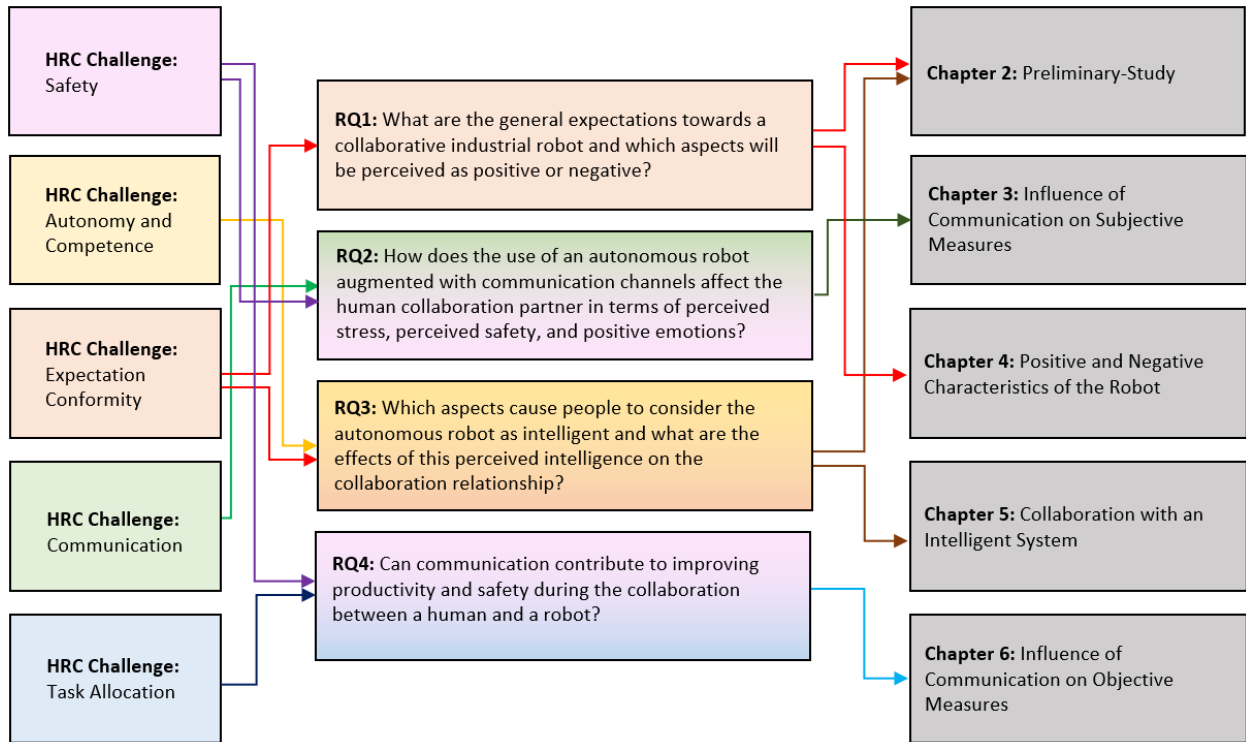 HRC Challenge:
Safety
HRC Challenge:
Autonomy and
Competence
HRC Challenge:
Expectation
Conformity
HRC Challenge:
Communication
HRC Challenge:
Task Allocation
RQ1: What are the general expectations towards a
collaborative industrial robot and which aspects will
be perceived as positive or negative?
RQ2: How does the use of an autonomous robot
augmented with communication channels affect the
human collaboration partner in terms of perceived
stress, perceived safety, and positive emotions?
RQ3: Which aspects cause people to consider the
autonomous robot as intelligent and what are the
effects of this perceived intelligence on the
collaboration relationship?
RQ4: Can communication contribute to improving
productivity and safety during the collaboration
between a human and a robot?
Chapter 2: Preliminary-Study
Chapter 3: Influence of
Communication on Subjective
Measures
Chapter 4: Positive and Negative
Characteristics of the Robot
Chapter 5: Collaboration with an
Intelligent System
Chapter 6: Influence of
Communication on Objective
Measures